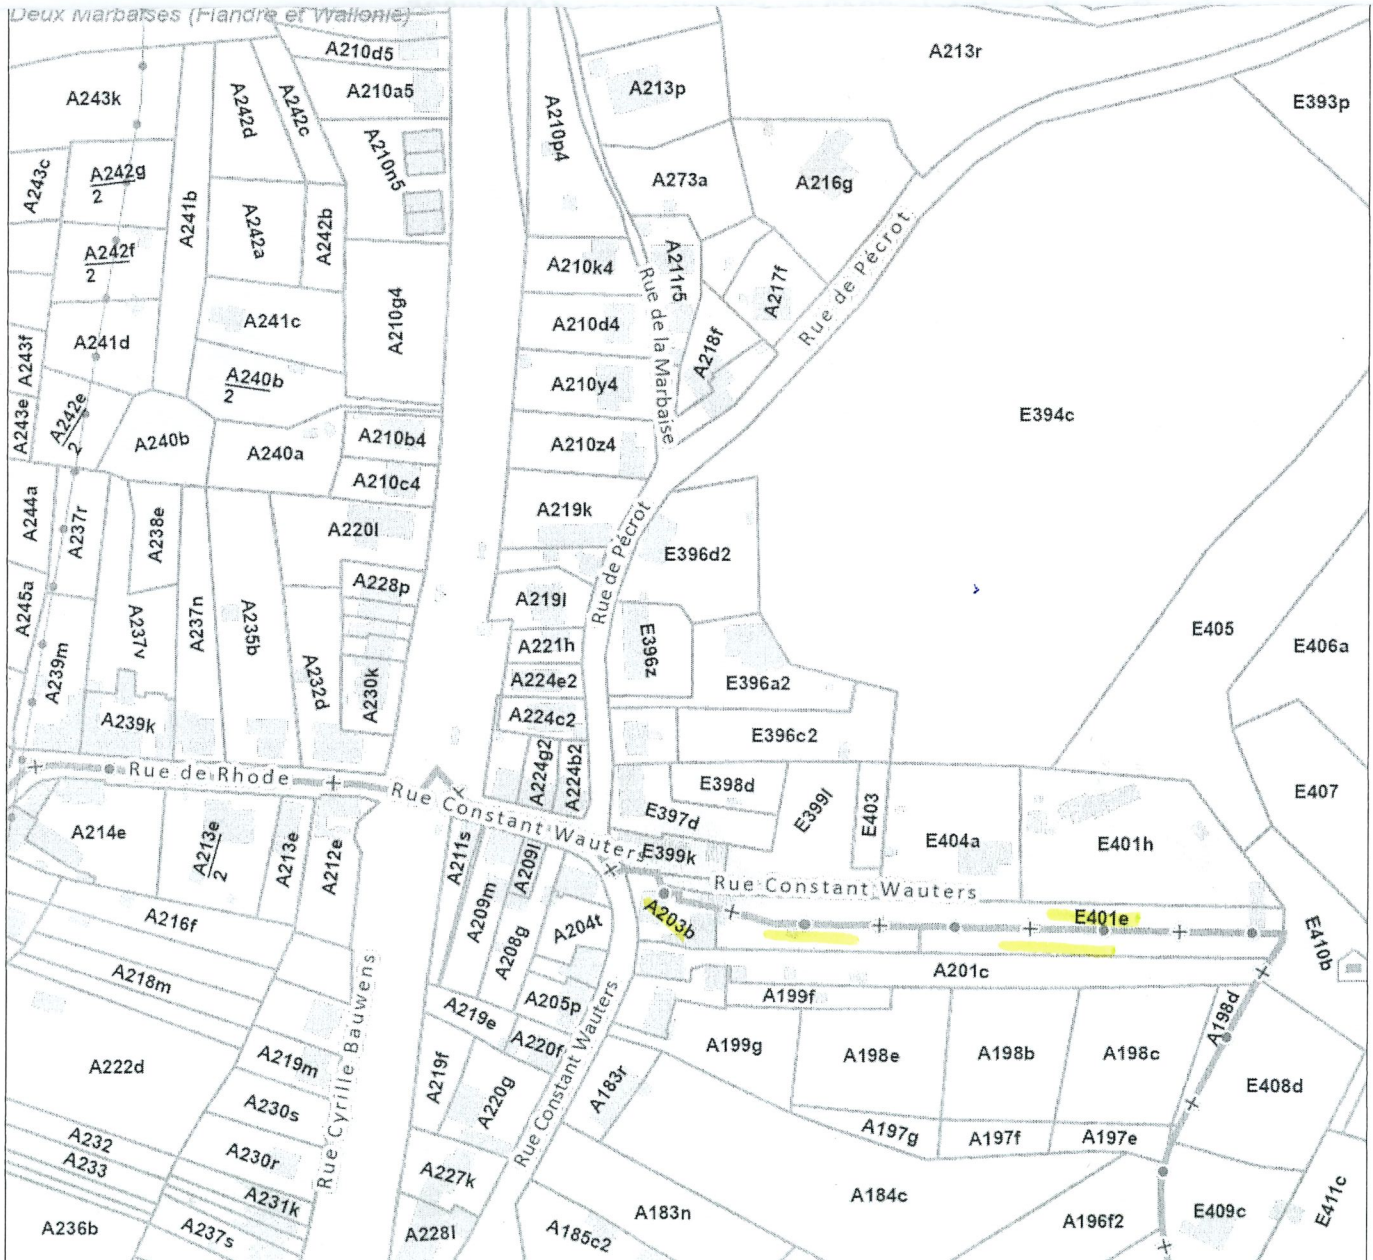 Deux Marbaises (Flandre et Wallonie)
A210d5
A213r
A243k
A242d
A242c
A210a5
A210p4
A213p
E393p
A243c
A242g
2
A210n5
A273a
A216g
A241b
A242a
A242b
A242f
2
A210g4
A210k4
A211r5
A217f
Rue de Pécrot
A241c
A210d4
Rue de la Marbaise
A218f
A243f
A241d
A240b
2
A210y4
E394c
A243e
A242e
2
A240b
A240a
A210b4
A210z4
A210c4
A244a
A237r
A238e
A220l
A219k
Rue de Pécrot
E396d2
A245a
A228p
A219l
A237v
A237n
A235b
A221h
E396z
E405
E406a
A239m
A232d
A230k
A224e2
E396a2
A239k
A224c2
E396c2
Rue de Rhode
A224g2
A224b2
Rue Constant Wauters
E398d
E399l
E403
E407
A214e
A213e
2
A213e
A212e
A211s
A209l
E397d
E399k
E404a
E401h
Rue Constant Wauters
A216f
A209m
A208g
A204t
A203b
E401e
E410b
A218m
A201c
A205p
A199f
A219e
A198d
A222d
Rue Cyrille Bauwens
A219m
A219f
A220f
A220g
Rue Constant Wauters
A183r
A199g
A198e
A198b
A198c
E408d
A230s
A232
A233
A230r
A197g
A197f
A197e
A227k
A231k
A184c
A236b
A237s
A228l
A185c2
A183n
A196f2
E409c
E411c